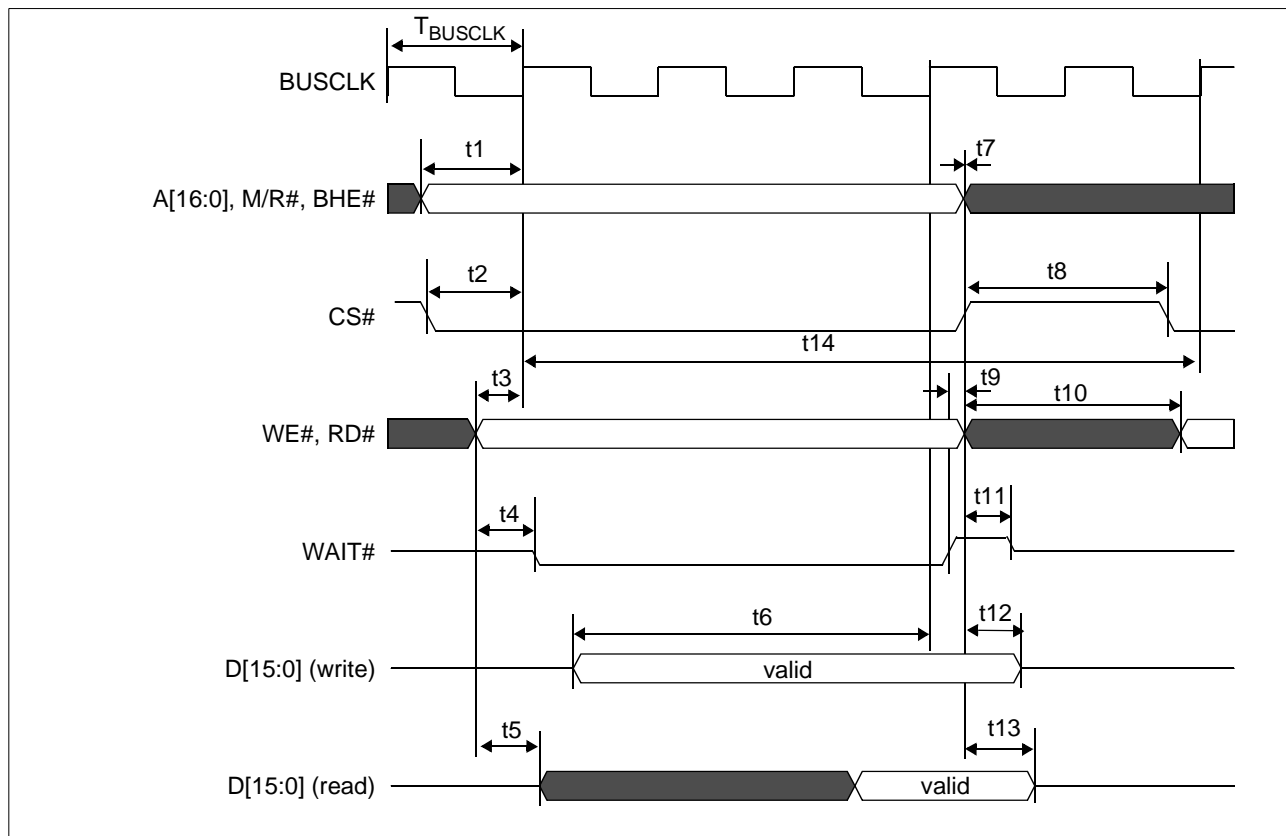 TBUSCLK
BUSCLK
t1
t7
A[16:0], M/R#, BHE#
t2
t8
CS#
t14
t3
t9
t10
WE#, RD#
t4
t11
WAIT#
t6
t12
D[15:0] (write)
valid
t5
t13
D[15:0] (read)
valid